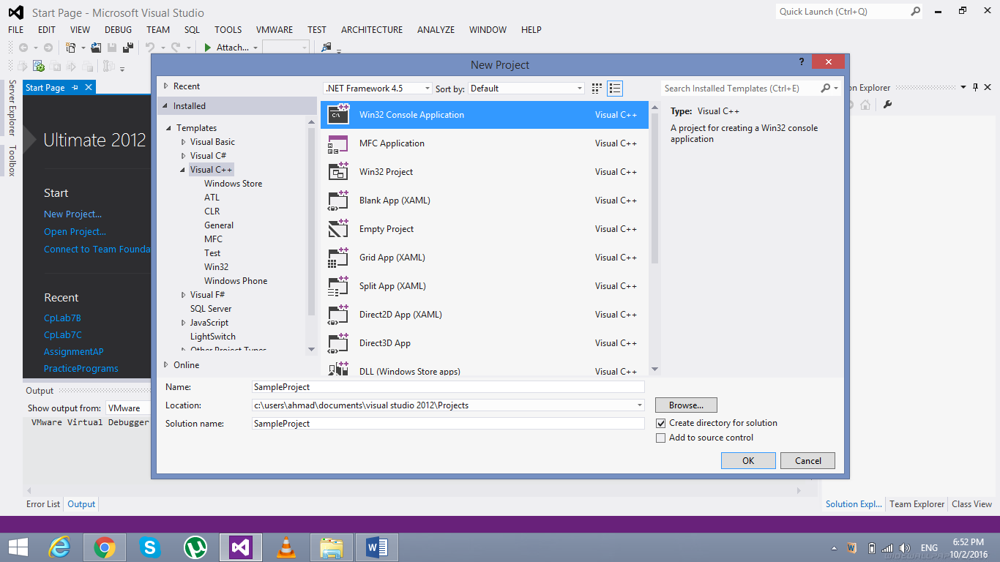 Start Page - Microsoft Visual Studio
Quick Launch (Ctrl+Q)
FILE EDIT VIEW DEBUG TEAM SQL TOOLS VMWARE TEST ARCHITECTURE ANALYZE WINDOW HELP
Attach...
Server Explorer
Toolbox
Start Page
Ultimate 2012
Start
New Project...
Open Project...
Connect to Team Founda
Recent
CpLab7B
CpLab7C
AssignmentAP
PracticePrograms
New Project
?
Recent
Installed
Templates
Visual Basic
Visual C#
Visual C++
Windows Store
ATL
CLR
General
MFC
Test
Win32
Windows Phone
Visual F#
SQL Server
JavaScript
LightSwitch
Other Project Types
Online
.NET Framework 4.5 Sort by: Default
Search Installed Templates (Ctrl+E)
Win32 Console Application Visual C++
MFC Application Visual C++
Win32 Project Visual C++
Blank App (XAML) Visual C++
Empty Project Visual C++
Grid App (XAML) Visual C++
Split App (XAML) Visual C++
Direct2D App (XAML) Visual C++
Direct3D App Visual C++
DLL (Windows Store apps) Visual C++
Type: Visual C++
A project for creating a Win32 console
application
Name: SampleProject
Location: c:\users\ahmad\documents\visual studio 2012\Projects
Browse...
Solution name: SampleProject
Create directory for solution
Add to source control
OK Cancel
on Explorer
Output
Show output from: VMware
VMware Virtual Debugger
Error List Output
Solution Expl... Team Explorer Class View
ENG
6:52 PM
10/2/2016